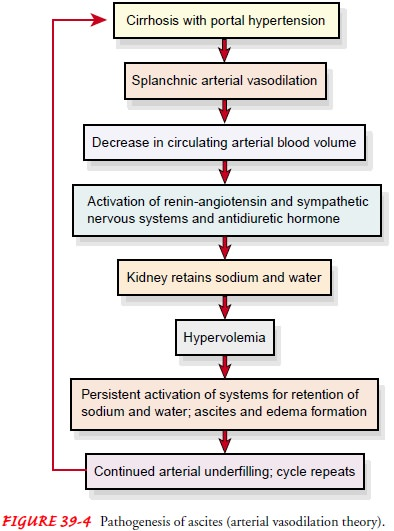 Cirrhosis with portal hypertension
Splanchnic arterial vasodilation
Decrease in circulating arterial blood volume
Activation of renin-angiotensin and sympathetic
nervous systems and antidiuretic hormone
Kidney retains sodium and water
Hypervolemia
Persistent activation of systems for retention of
sodium and water; ascites and edema formation
Continued arterial underfilling; cycle repeats
FIGURE 39-4 Pathogenesis of ascites (arterial vasodilation theory).